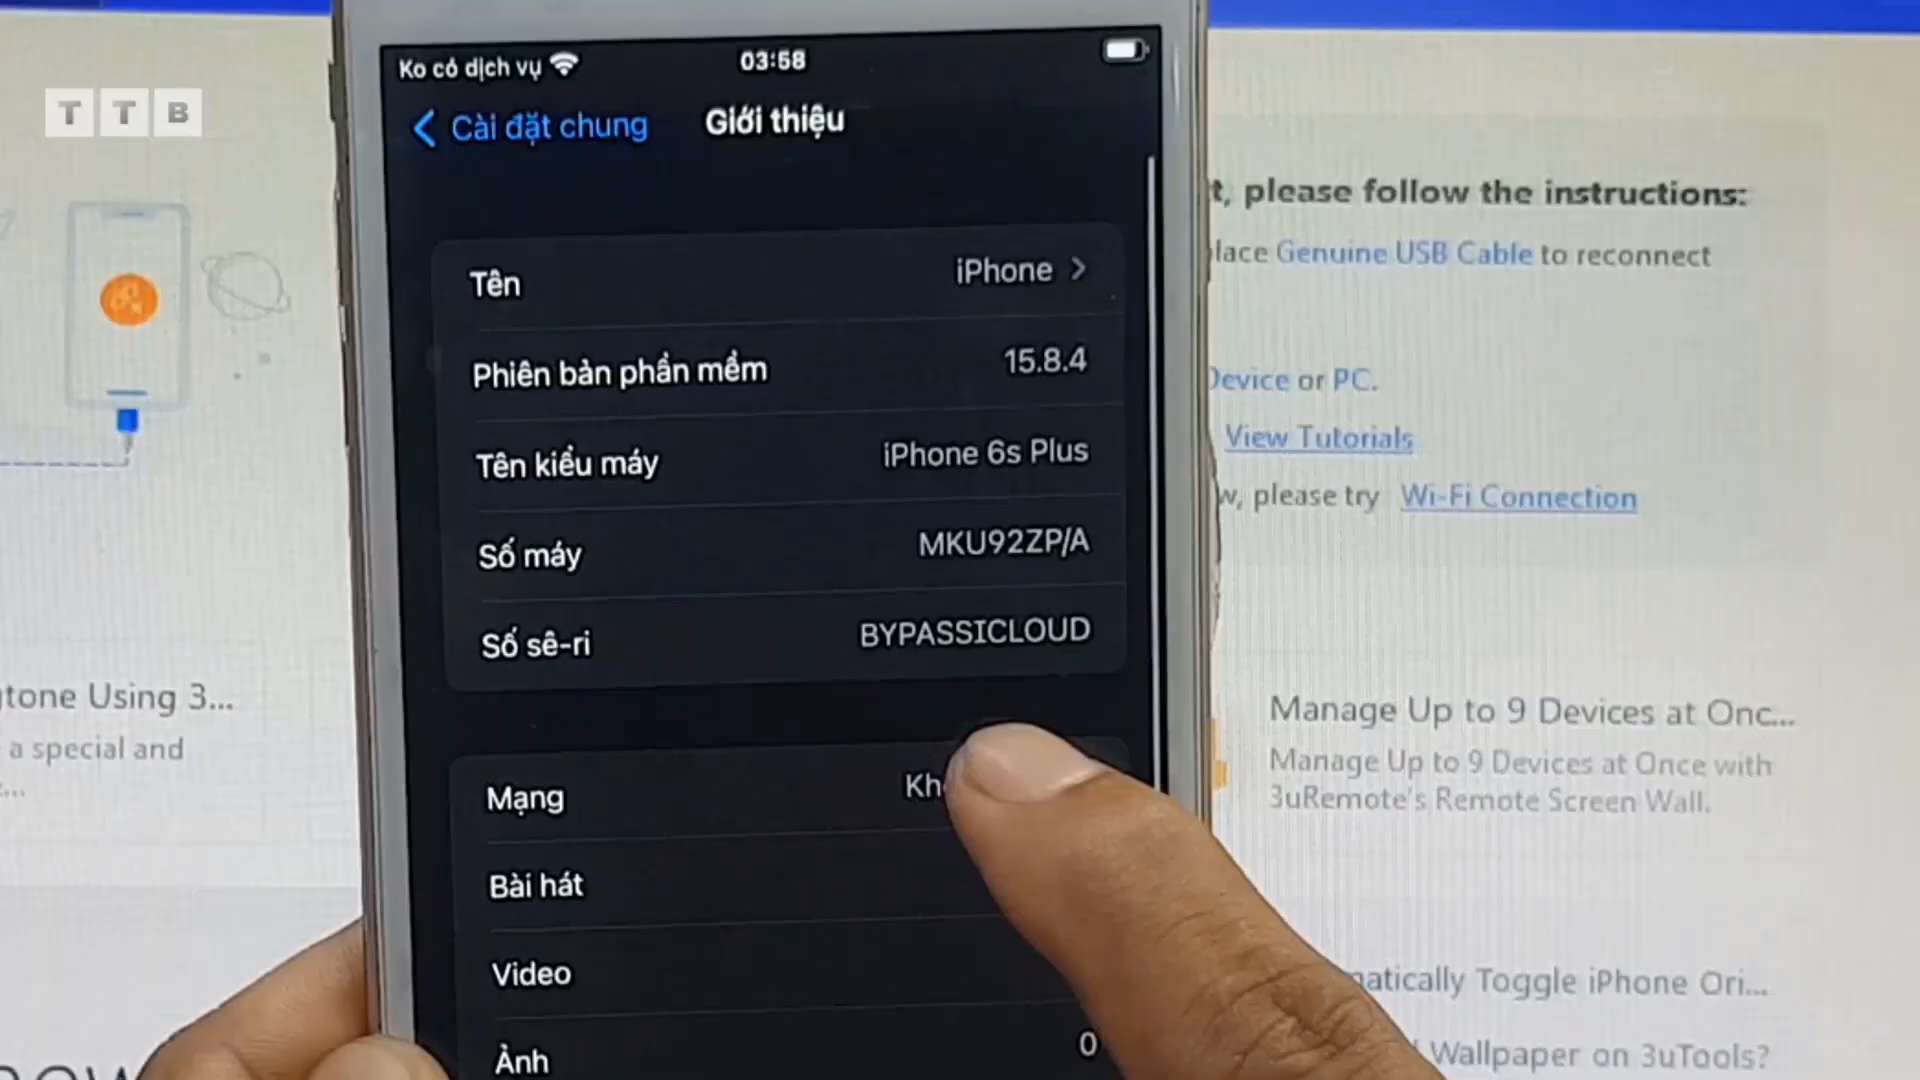 TTB
Ko có dịch vụ
03:58
Cài đặt chung
Giới thiệu
Tên
iPhone
Phiên bản phần mềm
15.8.4
Tên kiểu máy
iPhone 6s Plus
Số máy
MKU92ZP/A
Số sê-ri
BYPASSICLOUD
Mạng
Bài hát
Video
Ảnh
0
please follow the instructions:
Genuine USB Cable to reconnect
Device or PC.
View Tutorials
please try Wi-Fi Connection
Using 3...
a special and
...
Manage Up to 9 Devices at Onc...
Manage Up to 9 Devices at Once with
3uRemote's Remote Screen Wall.
Toggle iPhone Ori...
Wallpaper on 3uTools?